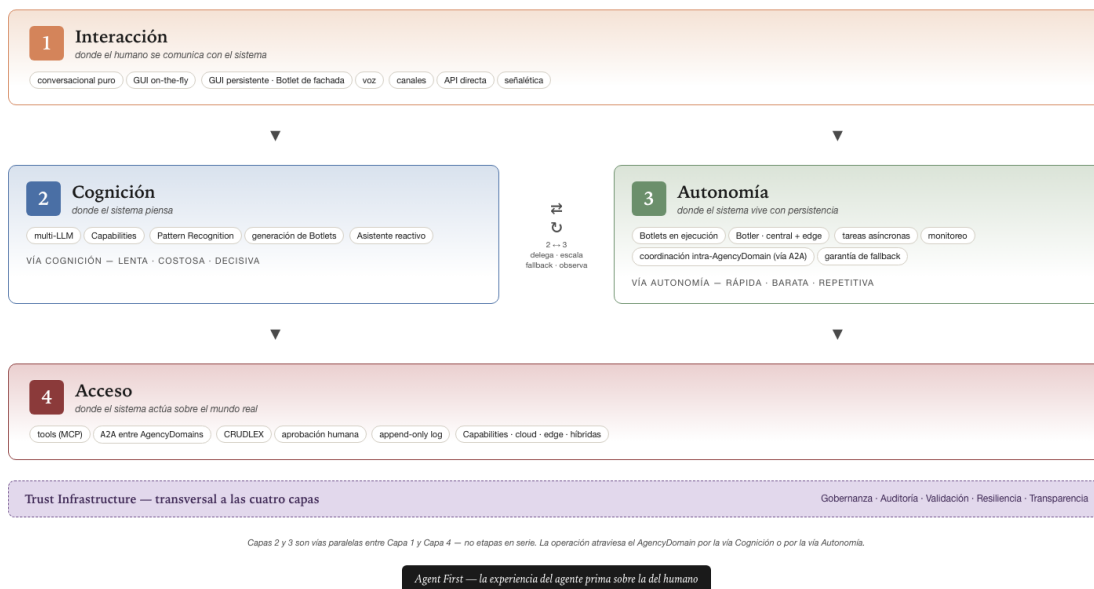 1
Interacción
donde el humano se comunica con el sistema
conversacional puro GUI on-the-fly GUI persistente · Botlet de fachada voz canales API directa señalética
▼ ▼
2
Cognición
donde el sistema piensa
multi-LLM Capabilities Pattern Recognition generación de Botlets Asistente reactivo
VÍA COGNICIÓN — LENTA · COSTOSA · DECISIVA
⇄
↻
2 ↔ 3
delega · escala
fallback · observa
3
Autonomía
donde el sistema vive con persistencia
Botlets en ejecución Botler · central + edge tareas asíncronas monitoreo
coordinación intra-AgencyDomain (vía A2A) garantía de fallback
VÍA AUTONOMÍA — RÁPIDA · BARATA · REPETITIVA
▼ ▼
4
Acceso
donde el sistema actúa sobre el mundo real
tools (MCP) A2A entre AgencyDomains CRUDLEX aprobación humana append-only log Capabilities · cloud · edge · híbridas
Trust Infrastructure — transversal a las cuatro capas Gobernanza · Auditoría · Validación · Resiliencia · Transparencia
Capas 2 y 3 son vías paralelas entre Capa 1 y Capa 4 — no etapas en serie. La operación atraviesa el AgencyDomain por la vía Cognición o por la vía Autonomía.
Agent First — la experiencia del agente prima sobre la del humano